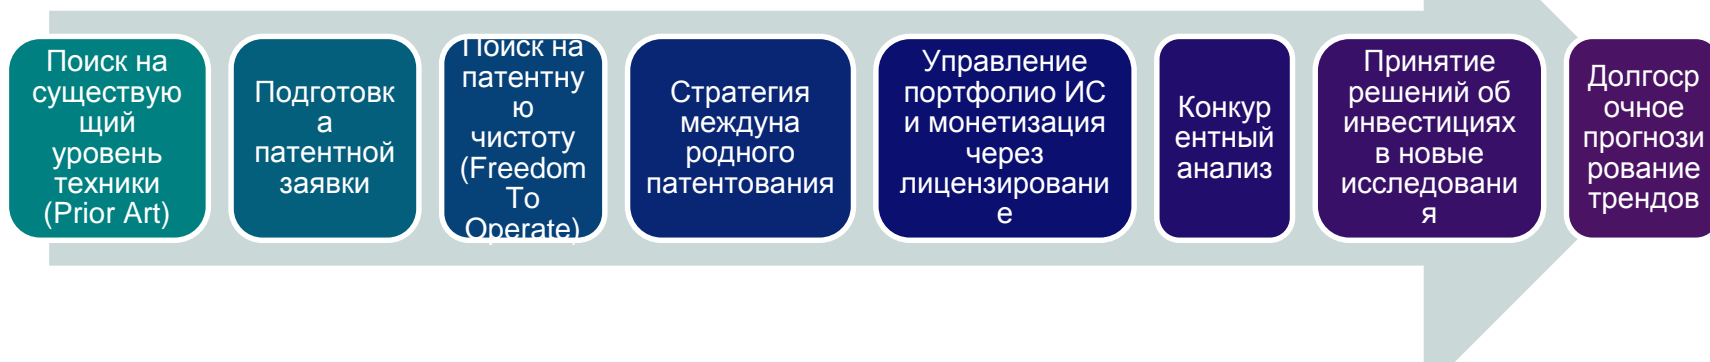 Поиск на
существую
щий
уровень
техники
(Prior Art)
Подготовк
а
патентной
заявки
Поиск на
патентну
ю
чистоту
(Freedom
To
Operate)
Стратегия
междуна
родного
патентования
Управление
портфолио ИС
и монетизация
через
лицензировани
е
Конкур
ентный
анализ
Принятие
решений об
инвестициях
в новые
исследовани
я
Долгоср
очное
прогнози
рование
трендов